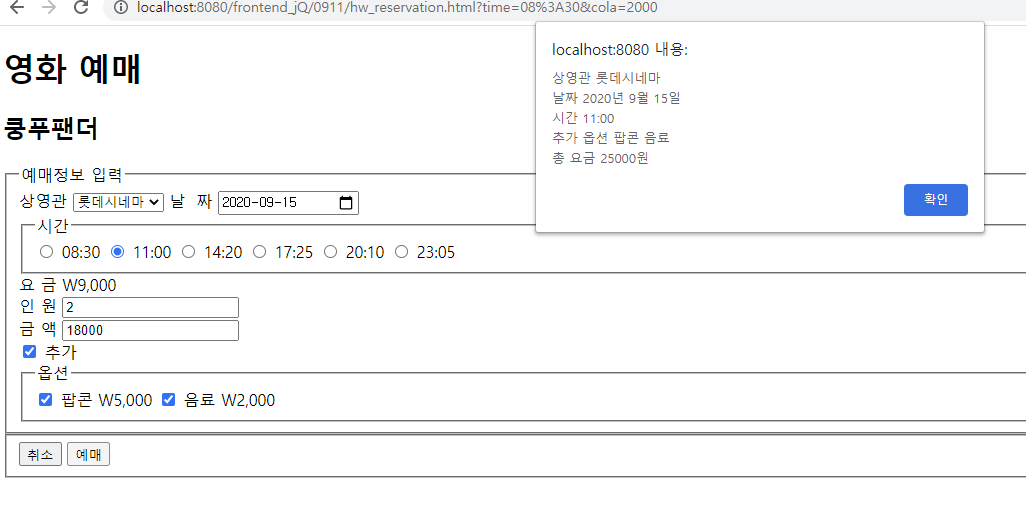 localhost:8080/frontend_jQ/0911/hw_reservation.html?time=08%3A30&cola=2000
localhost:8080 내용:
상영관 롯데시네마
날짜 2020년 9월 15일
시간 11:00
추가 옵션 팝콘 음료
총 요금 25000원
확인
영화 예매
쿵푸팬더
예매정보 입력
상영관 롯데시네마 날 짜 2020-09-15
시간
08:30 11:00 14:20 17:25 20:10 23:05
요 금 W9,000
인 원 2
금 액 18000
추가
옵션
팝콘 W5,000 음료 W2,000
취소 예매